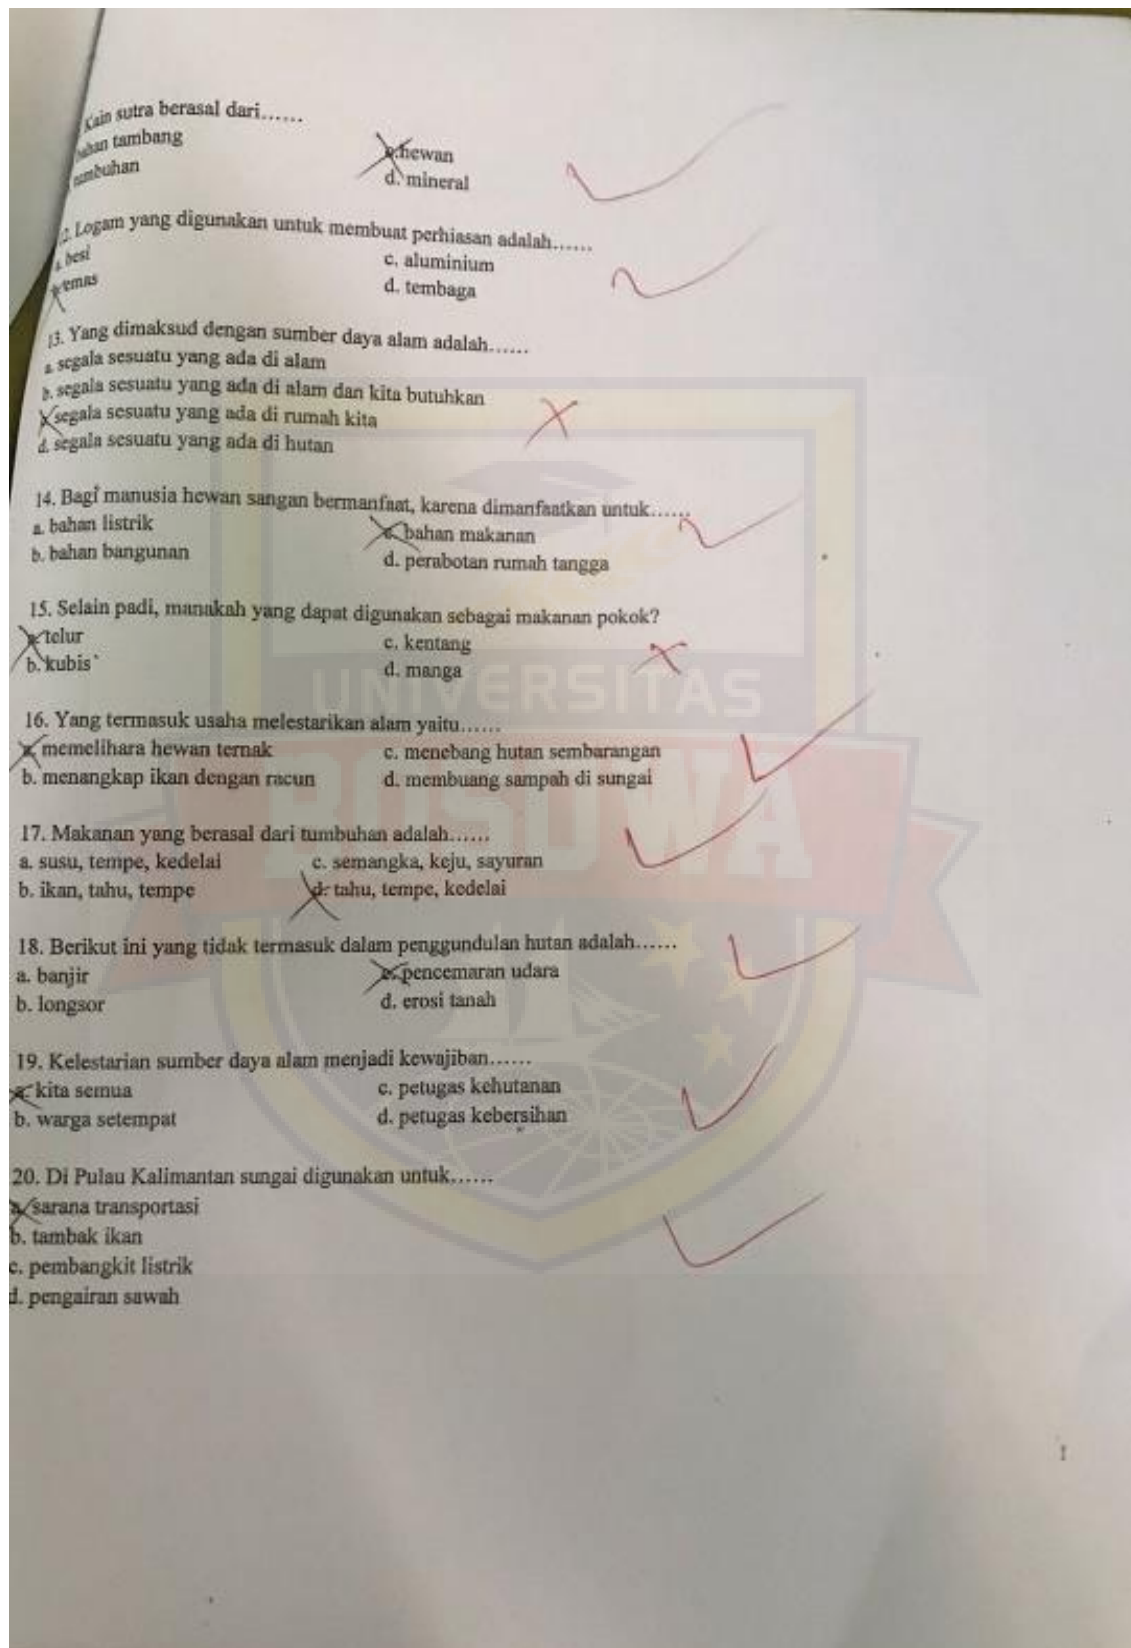 Kain sutra berasal dari......
bahan tambang
c.hewan
tumbuhan
d. mineral
12. Logam yang digunakan untuk membuat perhiasan adalah......
a. besi
c. aluminium
b. emas
d. tembaga
13. Yang dimaksud dengan sumber daya alam adalah......
a. segala sesuatu yang ada di alam
b. segala sesuatu yang ada di alam dan kita butuhkan
c. segala sesuatu yang ada di rumah kita
d. segala sesuatu yang ada di hutan
14. Bagi manusia hewan sangan bermanfaat, karena dimanfaatkan untuk......
a. bahan listrik
c. bahan makanan
b. bahan bangunan
d. perabotan rumah tangga
15. Selain padi, manakah yang dapat digunakan sebagai makanan pokok?
a. telur
c. kentang
b. kubis`
d. manga
UNIVERSITAS
16. Yang termasuk usaha melestarikan alam yaitu......
a. memelihara hewan ternak
c. menebang hutan sembarangan
b. menangkap ikan dengan racun
d. membuang sampah di sungai
BOSOWA
17. Makanan yang berasal dari tumbuhan adalah......
a. susu, tempe, kedelai
c. semangka, keju, sayuran
b. ikan, tahu, tempe
d. tahu, tempe, kedelai
18. Berikut ini yang tidak termasuk dalam penggundulan hutan adalah......
a. banjir
c. pencemaran udara
b. longsor
d. erosi tanah
19. Kelestarian sumber daya alam menjadi kewajiban......
a. kita semua
c. petugas kehutanan
b. warga setempat
d. petugas kebersihan
20. Di Pulau Kalimantan sungai digunakan untuk......
a. sarana transportasi
b. tambak ikan
c. pembangkit listrik
d. pengairan sawah